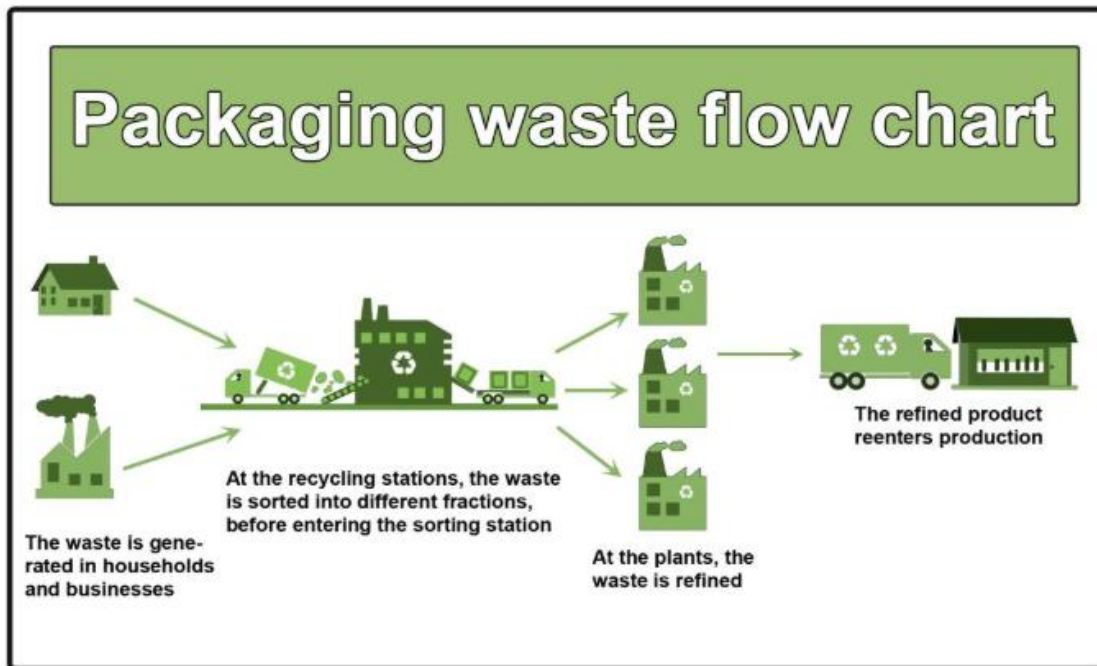 Packaging waste flow chart
The waste is gene-
rated in households
and businesses
At the recycling stations, the waste
is sorted into different fractions,
before entering the sorting station
At the plants, the
waste is refined
The refined product
reenters production